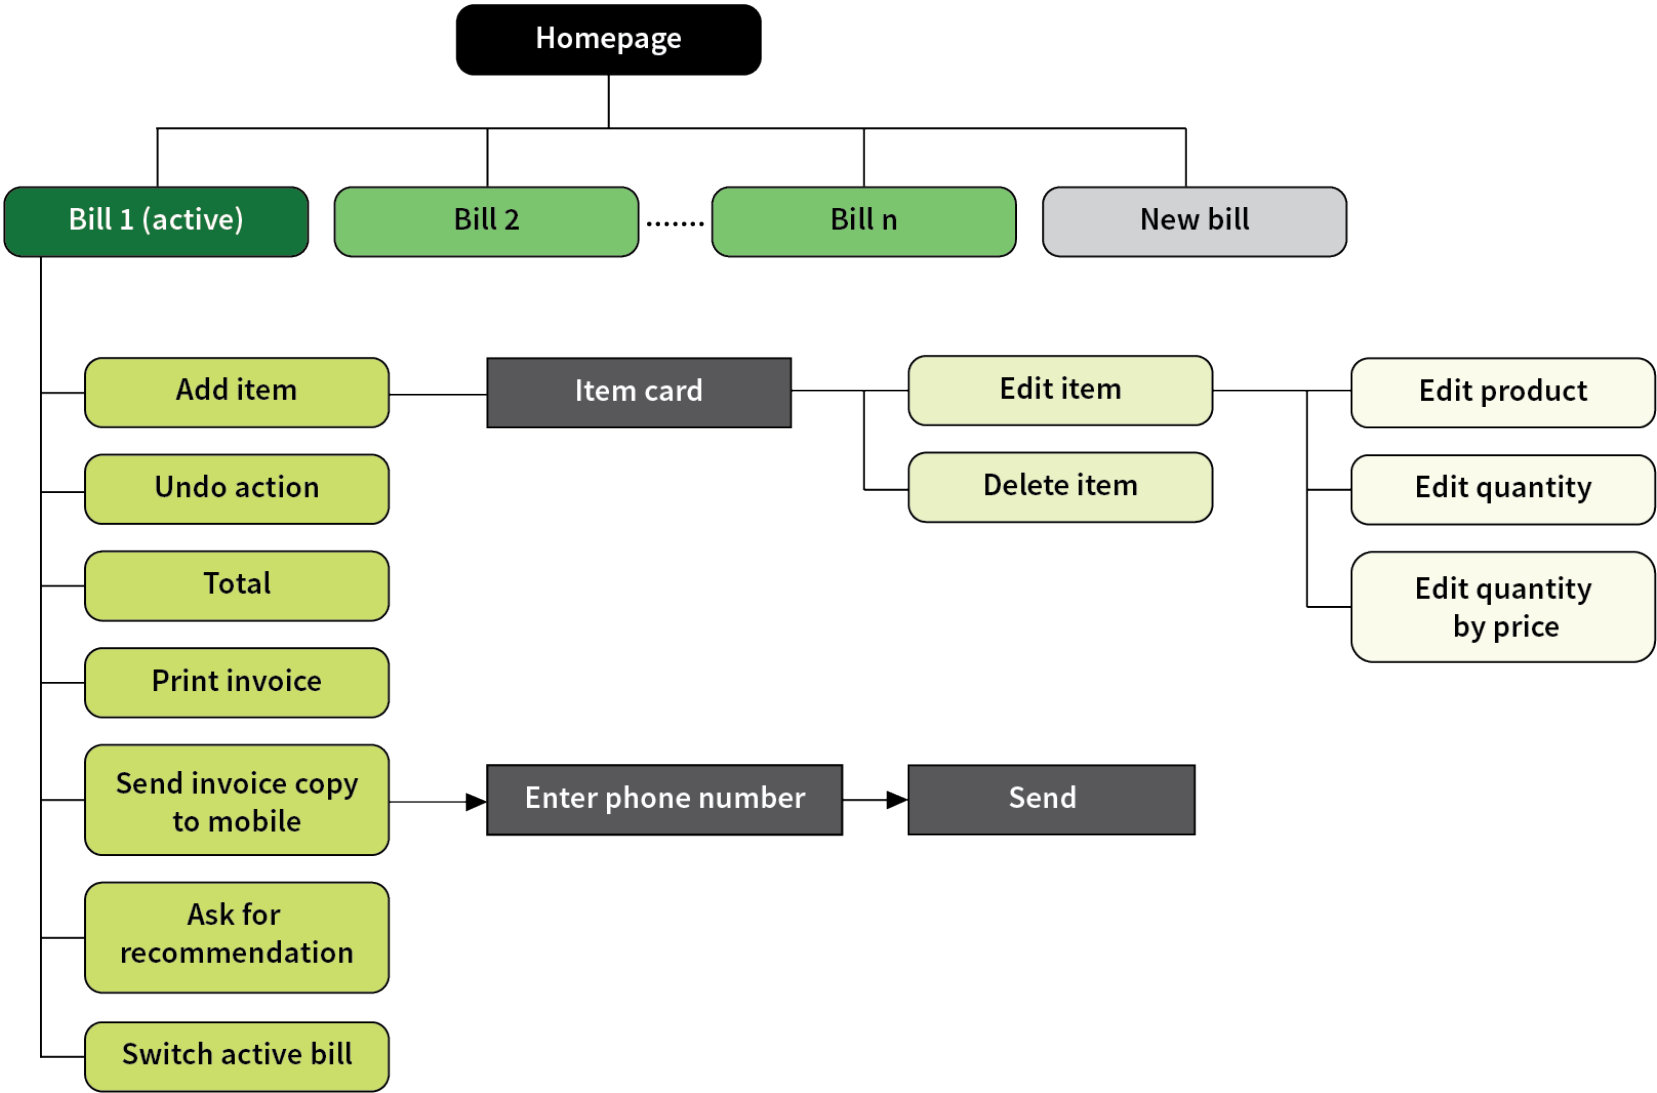 Homepage
Bill 1 (active)
Bill 2
.......
Bill n
New bill
Add item
Item card
Edit item
Edit product
Undo action
Delete item
Edit quantity
Total
Edit quantity
by price
Print invoice
Send invoice copy
to mobile
Enter phone number
Send
Ask for
recommendation
Switch active bill